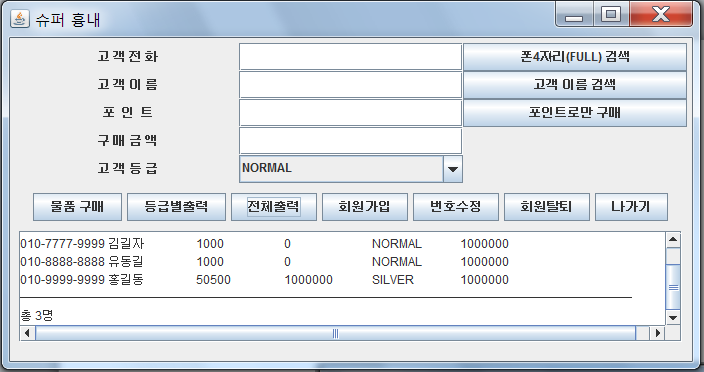 슈퍼 흉내
고객전화 폰4자리(FULL) 검색
고객이름 고객 이름 검색
포 인 트 포인트로만 구매
구매금액
고객등급 NORMAL
물품 구매 등급별출력 전체출력 회원가입 번호수정 회원탈퇴 나가기
010-7777-9999 김길자 1000 0 NORMAL 1000000
010-8888-8888 유동길 1000 0 NORMAL 1000000
010-9999-9999 홍길동 50500 1000000 SILVER 1000000
총 3명